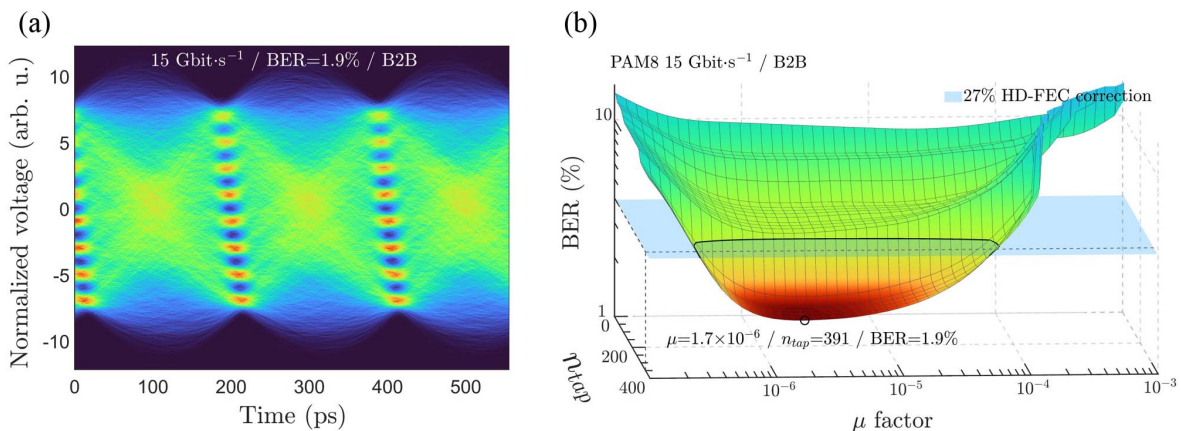 (a)
15 Gbit·s⁻¹ / BER=1.9% / B2B
Normalized voltage (arb. u.)
10
5
0
-5
-10
0 100 200 300 400 500
Time (ps)
(b)
PAM8 15 Gbit·s⁻¹ / B2B
27% HD-FEC correction
BER (%)
10
1
μ=1.7×10⁻⁶ / n_tap=391 / BER=1.9%
0
200
400
n_tap
10⁻⁶ 10⁻⁵ 10⁻⁴ 10⁻³
μ factor